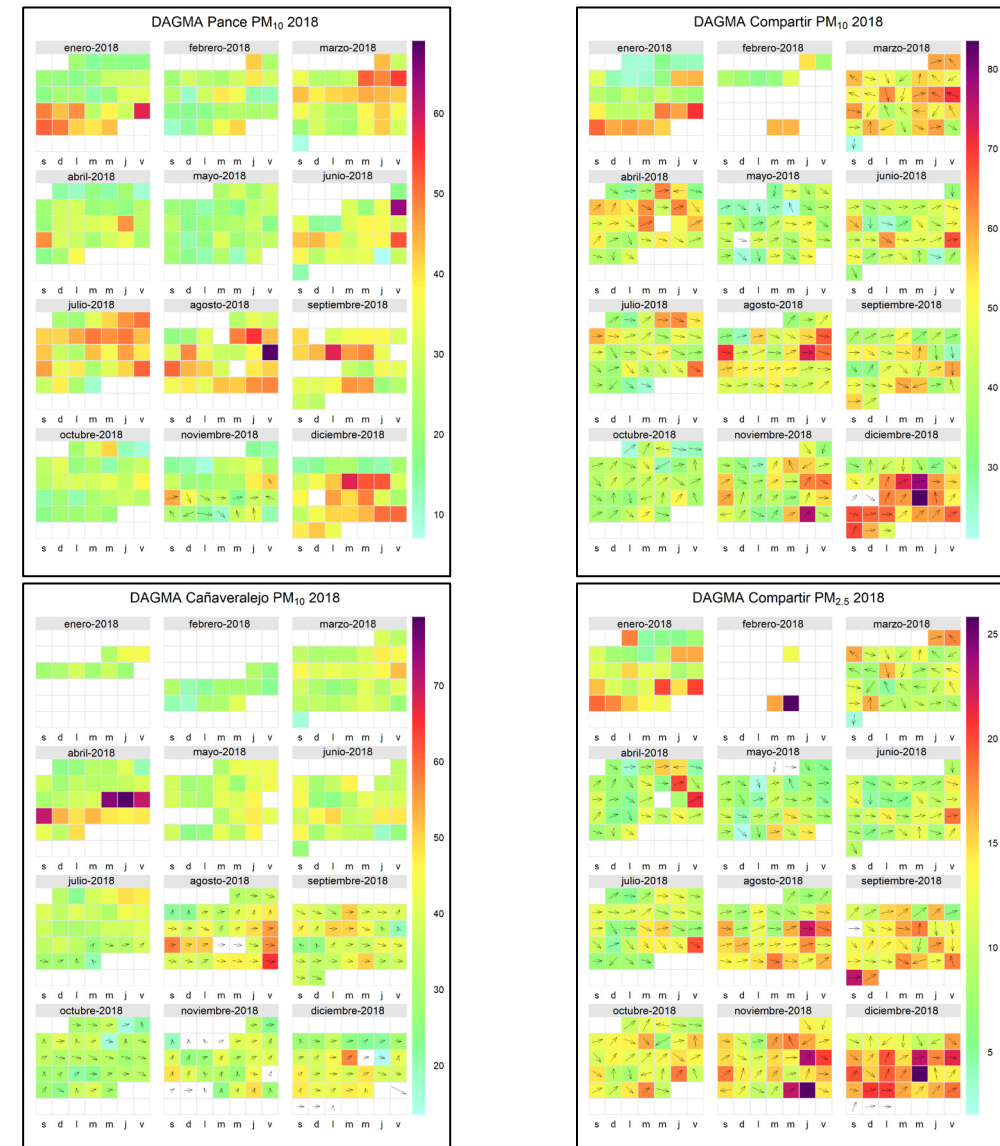 DAGMA Pance PM10 2018
enero-2018 febrero-2018 marzo-2018
s d l m m j v s d l m m j v s d l m m j v
abril-2018 mayo-2018 junio-2018
s d l m m j v s d l m m j v s d l m m j v
julio-2018 agosto-2018 septiembre-2018
s d l m m j v s d l m m j v s d l m m j v
octubre-2018 noviembre-2018 diciembre-2018
s d l m m j v s d l m m j v s d l m m j v
60
50
40
30
20
10
DAGMA Compartir PM10 2018
enero-2018 febrero-2018 marzo-2018
s d l m m j v s d l m m j v s d l m m j v
abril-2018 mayo-2018 junio-2018
s d l m m j v s d l m m j v s d l m m j v
julio-2018 agosto-2018 septiembre-2018
s d l m m j v s d l m m j v s d l m m j v
octubre-2018 noviembre-2018 diciembre-2018
s d l m m j v s d l m m j v s d l m m j v
80
70
60
50
40
30
DAGMA Cañaveralejo PM10 2018
enero-2018 febrero-2018 marzo-2018
s d l m m j v s d l m m j v s d l m m j v
abril-2018 mayo-2018 junio-2018
s d l m m j v s d l m m j v s d l m m j v
julio-2018 agosto-2018 septiembre-2018
s d l m m j v s d l m m j v s d l m m j v
octubre-2018 noviembre-2018 diciembre-2018
s d l m m j v s d l m m j v s d l m m j v
70
60
50
40
30
20
DAGMA Compartir PM2.5 2018
enero-2018 febrero-2018 marzo-2018
s d l m m j v s d l m m j v s d l m m j v
abril-2018 mayo-2018 junio-2018
s d l m m j v s d l m m j v s d l m m j v
julio-2018 agosto-2018 septiembre-2018
s d l m m j v s d l m m j v s d l m m j v
octubre-2018 noviembre-2018 diciembre-2018
s d l m m j v s d l m m j v s d l m m j v
25
20
15
10
5